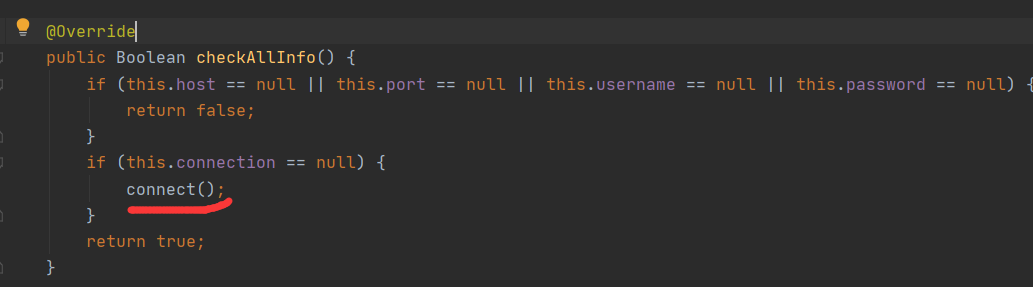 @Override
public Boolean checkAllInfo() {
if (this.host == null || this.port == null || this.username == null || this.password == null) {
return false;
}
if (this.connection == null) {
connect();
}
return true;
}